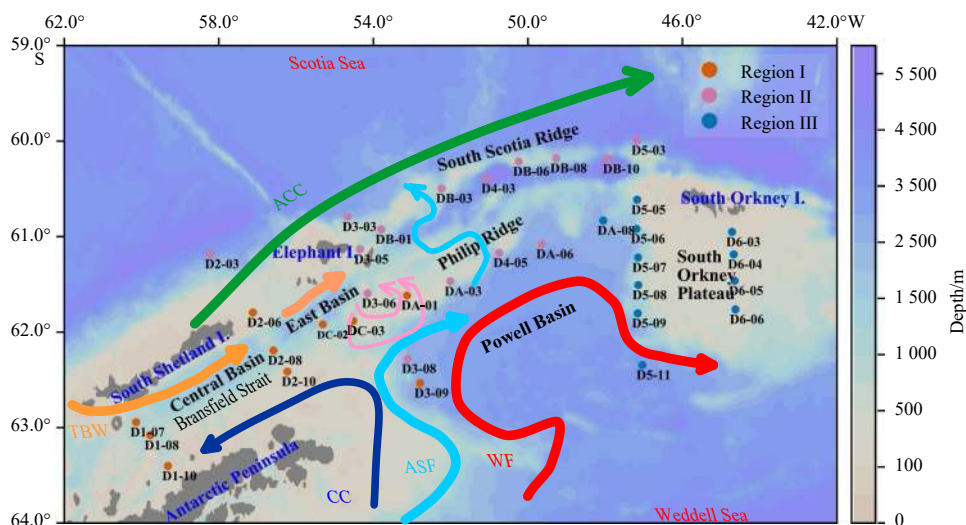 62.0°
58.0°
54.0°
50.0°
46.0°
42.0°W
59.0°
S
60.0°
61.0°
62.0°
63.0°
64.0°
Scotia Sea
Region I
Region II
Region III
South Scotia Ridge
D5-03
DB-06
DB-08
DB-10
D4-03
DB-03
ACC
D3-03
DB-01
D5-05
South Orkney I.
DA-08
D5-06
D6-03
Elephant I.
D3-05
Philip Ridge
D4-05
DA-06
D2-03
South
Orkney
Plateau
D5-07
D6-04
D5-08
D6-05
East Basin
D3-06
DA-01
DA-03
D2-06
DC-02
DC-03
D5-09
D6-06
Powell Basin
South Shetland I.
D2-08
D2-10
D3-08
D3-09
D5-11
Central Basin
Bransfield Strait
TBW
D1-07
D1-08
D1-10
Antarctic Peninsula
CC
ASF
WF
Weddell Sea
5 500
4 500
3 500
2 500
1 500
1 000
500
100
0
Depth/m